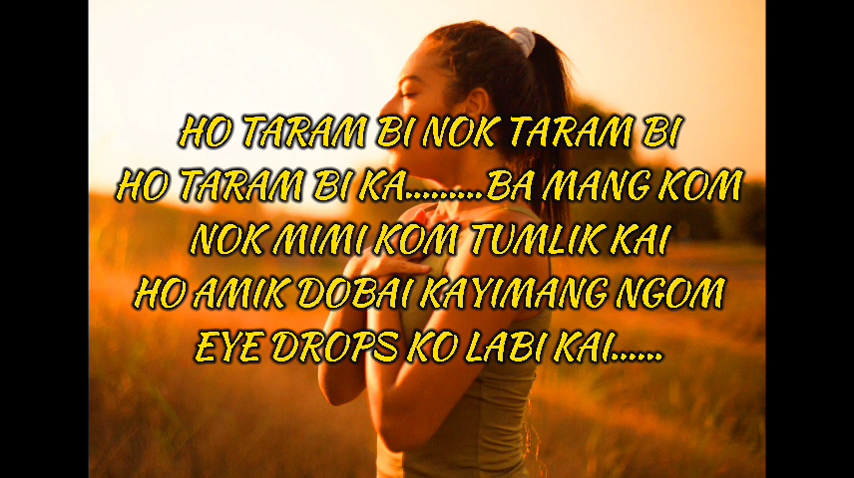 HO TARAM BI NOK TARAM BI
HO TARAM BI KA.........BA MANG KOM
NOK MIMI KOM TUMLIK KAI
HO AMIK DOBAI KAYIMANG NGOM
EYE DROPS KO LABI KAI......